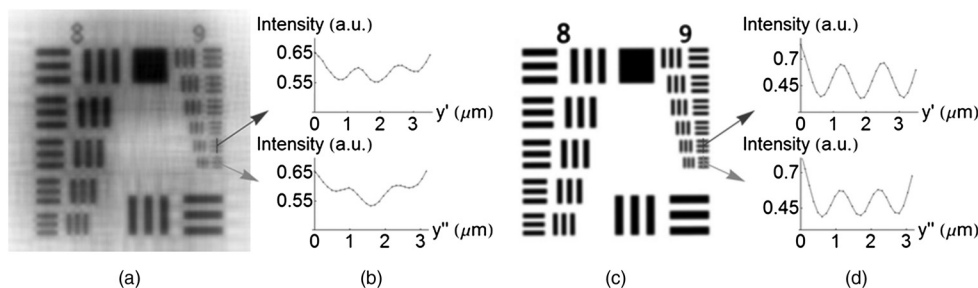 8
9
Intensity (a.u.)
0.65
0.55
0 1 2 3
y' (μm)
Intensity (a.u.)
0.65
0.55
0 1 2 3
y" (μm)
8
9
Intensity (a.u.)
0.7
0.45
0 1 2 3
y' (μm)
Intensity (a.u.)
0.7
0.45
0 1 2 3
y" (μm)
(a)
(b)
(c)
(d)